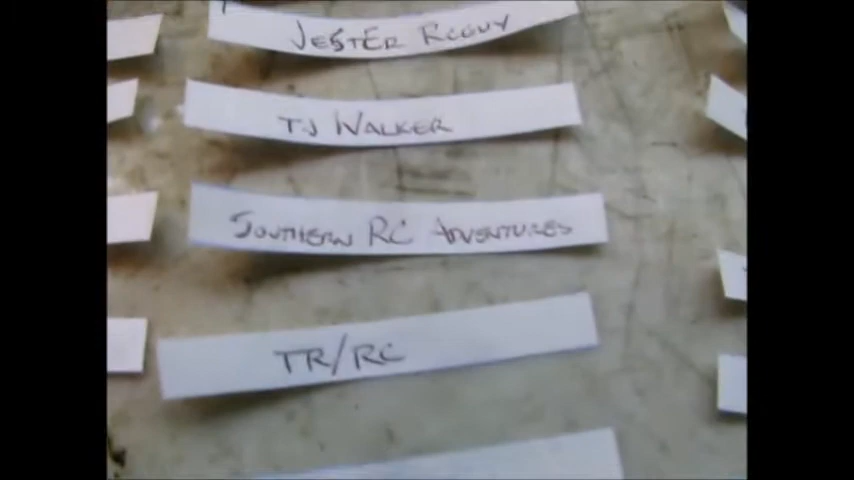 JESTER RCGUY
TJ WALKER
SOUTHERN RC ADVENTURES
TR/RC